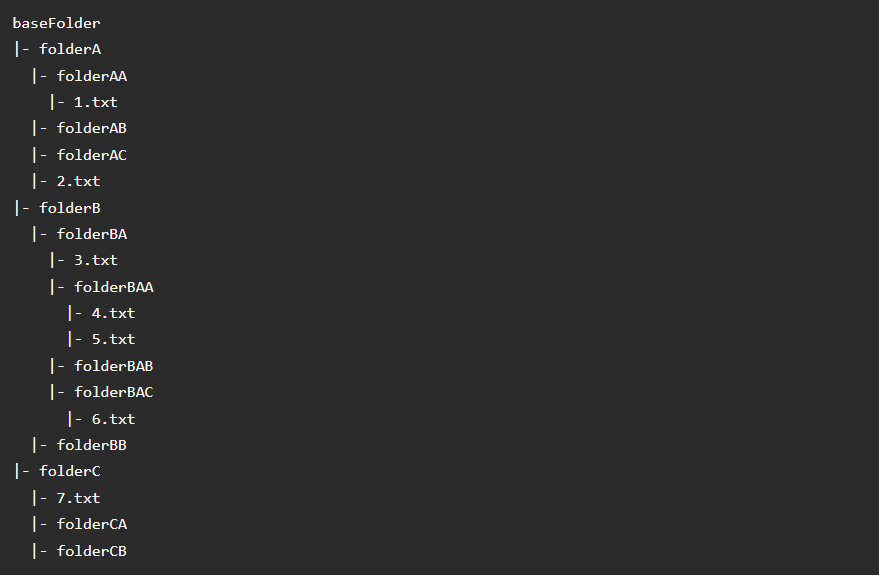 baseFolder
|- folderA
  |- folderAA
    |- 1.txt
  |- folderAB
  |- folderAC
  |- 2.txt
|- folderB
  |- folderBA
    |- 3.txt
    |- folderBAA
      |- 4.txt
      |- 5.txt
    |- folderBAB
    |- folderBAC
      |- 6.txt
  |- folderBB
|- folderC
  |- 7.txt
  |- folderCA
  |- folderCB